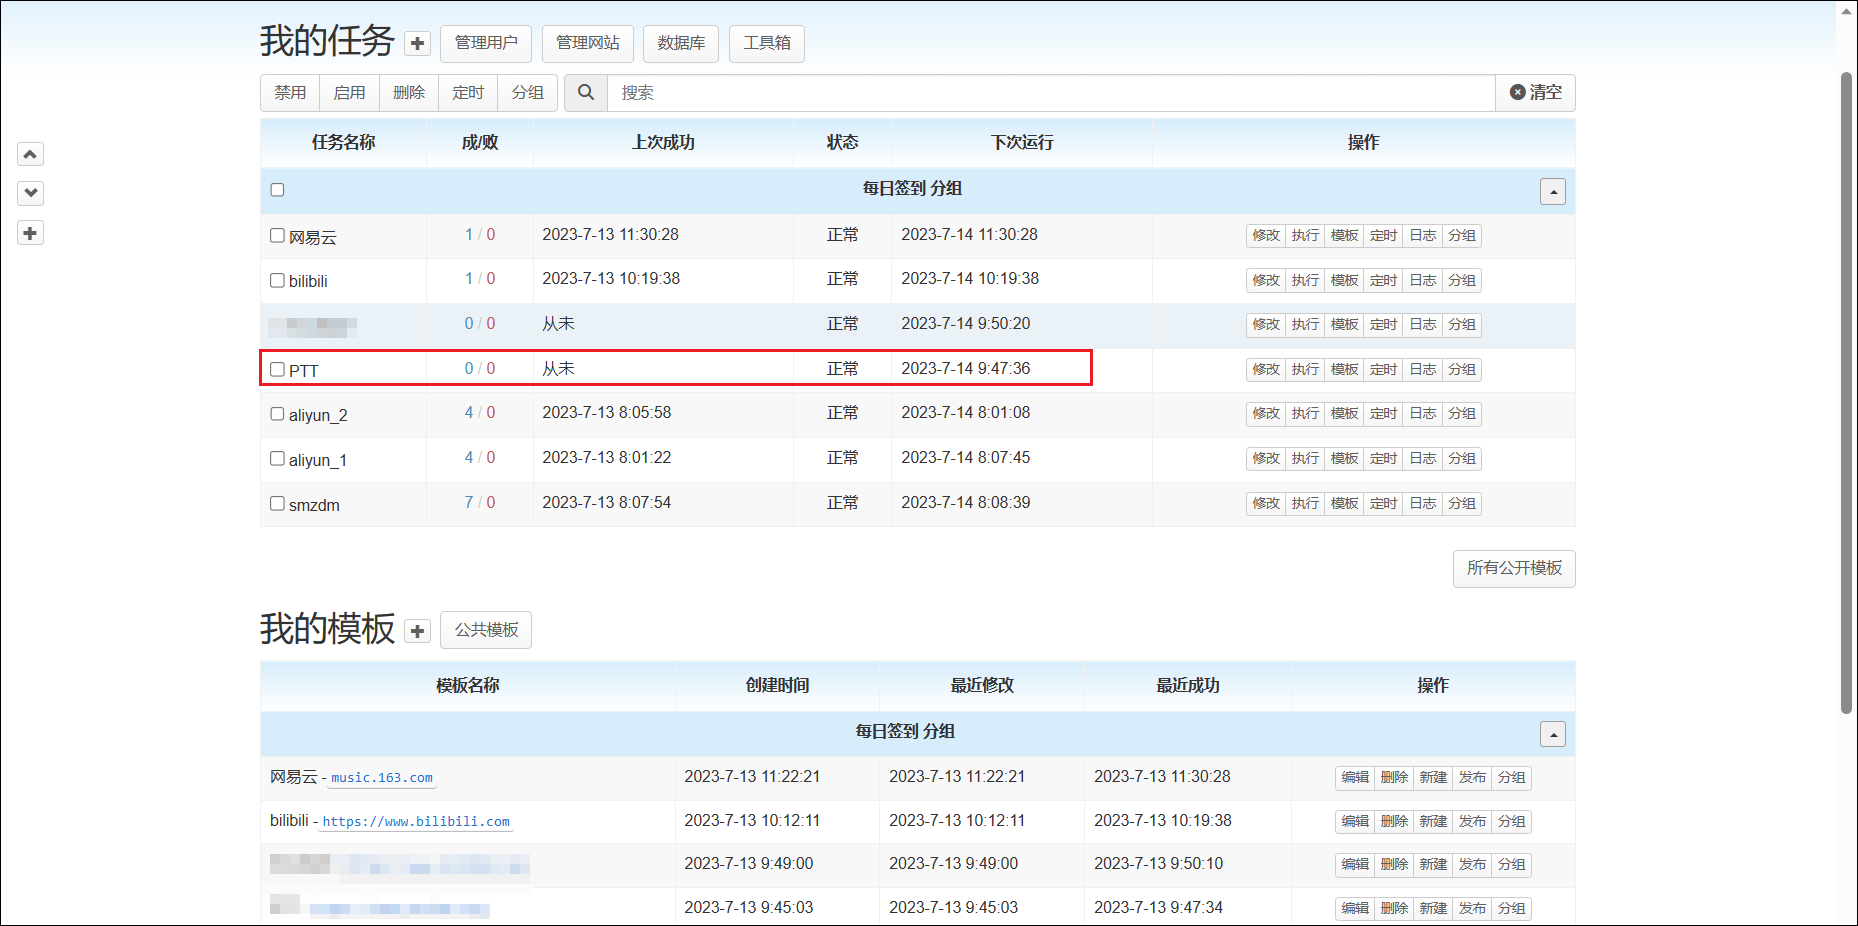 我的任务 管理用户 管理网站 数据库 工具箱
禁用 启用 删除 定时 分组 搜索 清空
任务名称 成/败 上次成功 状态 下次运行 操作
每日签到 分组
网易云 1 / 0 2023-7-13 11:30:28 正常 2023-7-14 11:30:28 修改 执行 模板 定时 日志 分组
bilibili 1 / 0 2023-7-13 10:19:38 正常 2023-7-14 10:19:38 修改 执行 模板 定时 日志 分组
0 / 0 从未 正常 2023-7-14 9:50:20 修改 执行 模板 定时 日志 分组
PTT 0 / 0 从未 正常 2023-7-14 9:47:36 修改 执行 模板 定时 日志 分组
aliyun_2 4 / 0 2023-7-13 8:05:58 正常 2023-7-14 8:01:08 修改 执行 模板 定时 日志 分组
aliyun_1 4 / 0 2023-7-13 8:01:22 正常 2023-7-14 8:07:45 修改 执行 模板 定时 日志 分组
smzdm 7 / 0 2023-7-13 8:07:54 正常 2023-7-14 8:08:39 修改 执行 模板 定时 日志 分组
所有公开模板
我的模板 公共模板
模板名称 创建时间 最近修改 最近成功 操作
每日签到 分组
网易云 - music.163.com 2023-7-13 11:22:21 2023-7-13 11:22:21 2023-7-13 11:30:28 编辑 删除 新建 发布 分组
bilibili - https://www.bilibili.com 2023-7-13 10:12:11 2023-7-13 10:12:11 2023-7-13 10:19:38 编辑 删除 新建 发布 分组
2023-7-13 9:49:00 2023-7-13 9:49:00 2023-7-13 9:50:10 编辑 删除 新建 发布 分组
2023-7-13 9:45:03 2023-7-13 9:45:03 2023-7-13 9:47:34 编辑 删除 新建 发布 分组